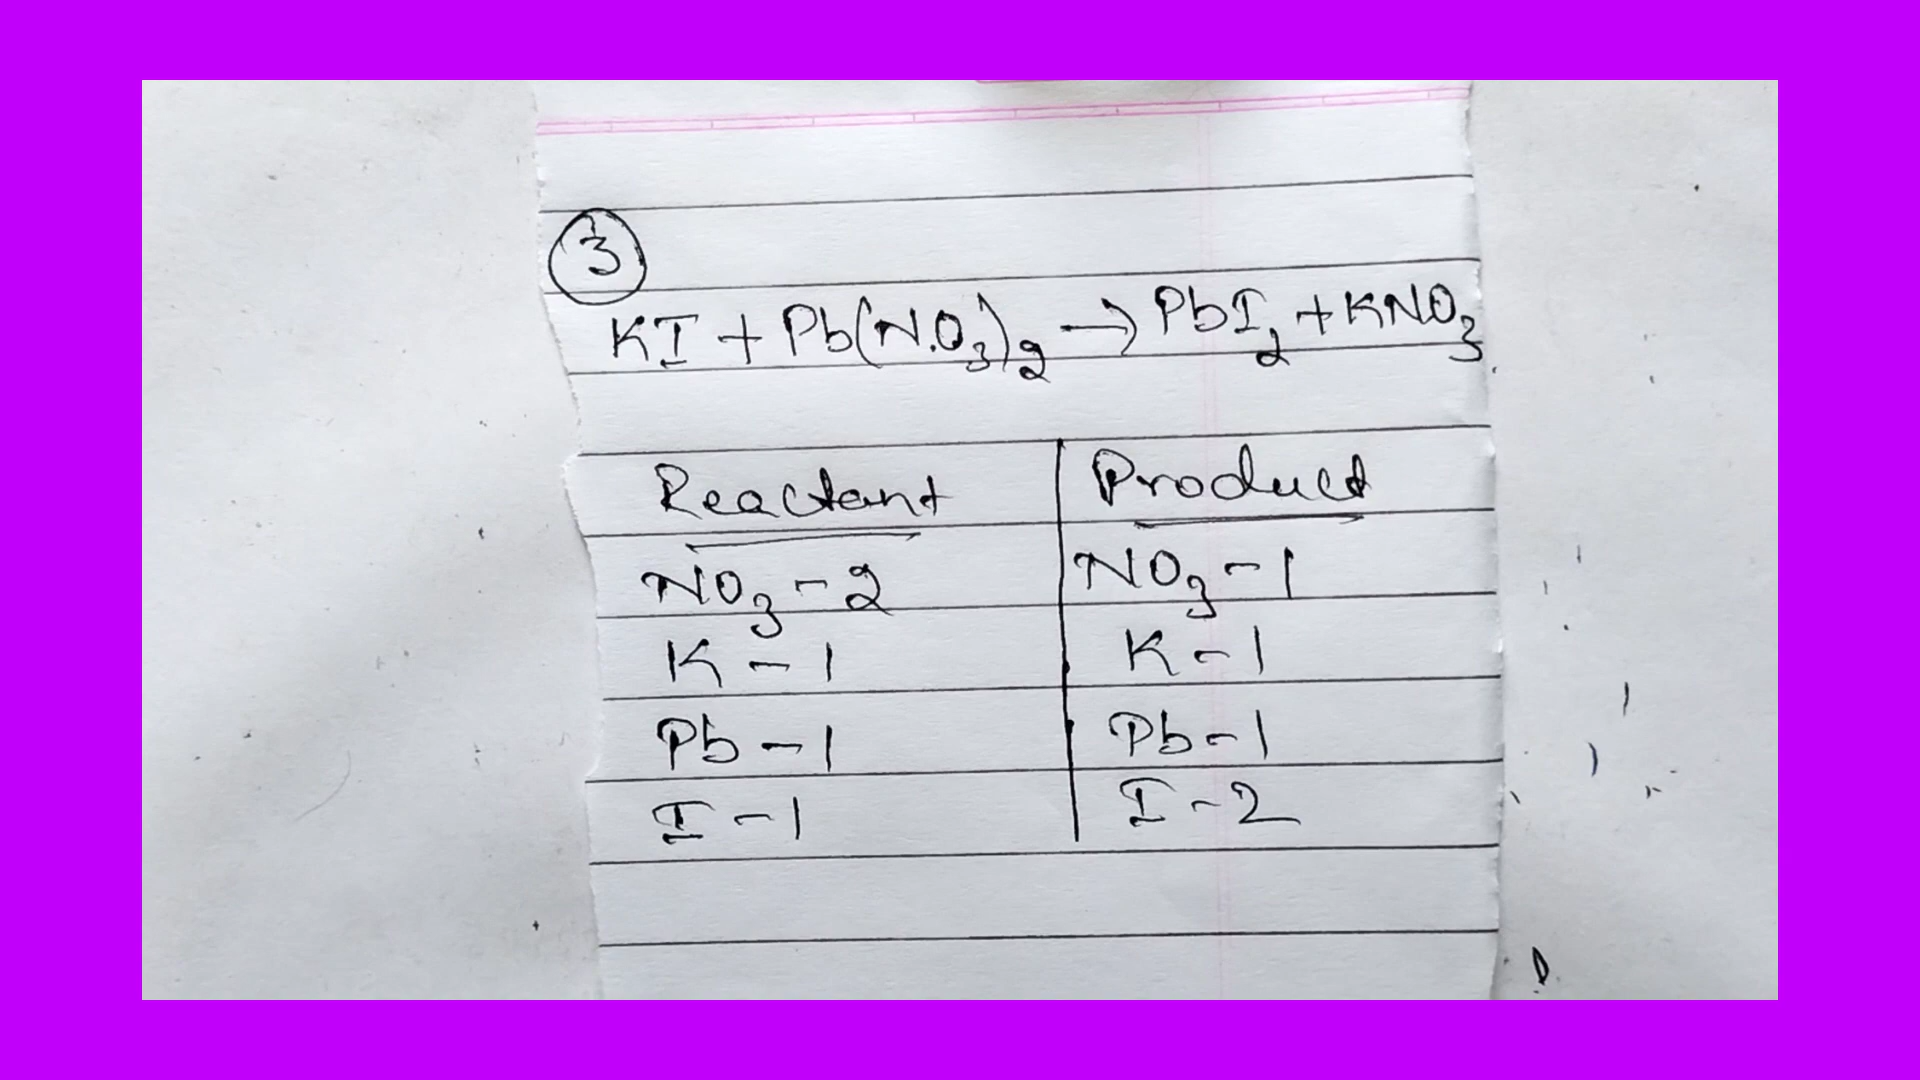 3
KI + Pb(NO₃)₂ → PbI₂ + KNO₃
Reactant Product
NO₃ - 2 NO₃ - 1
K - 1 K - 1
Pb - 1 Pb - 1
I - 1 I - 2